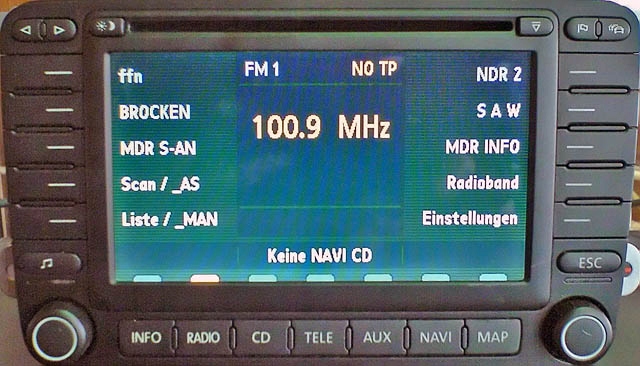 ffn
FM 1 NO TP
NDR 2
BROCKEN
100.9 MHz
S A W
MDR S-AN
MDR INFO
Scan / _AS
Radioband
Liste / _MAN
Einstellungen
Keine NAVI CD
ESC
INFO RADIO CD TELE AUX NAVI MAP